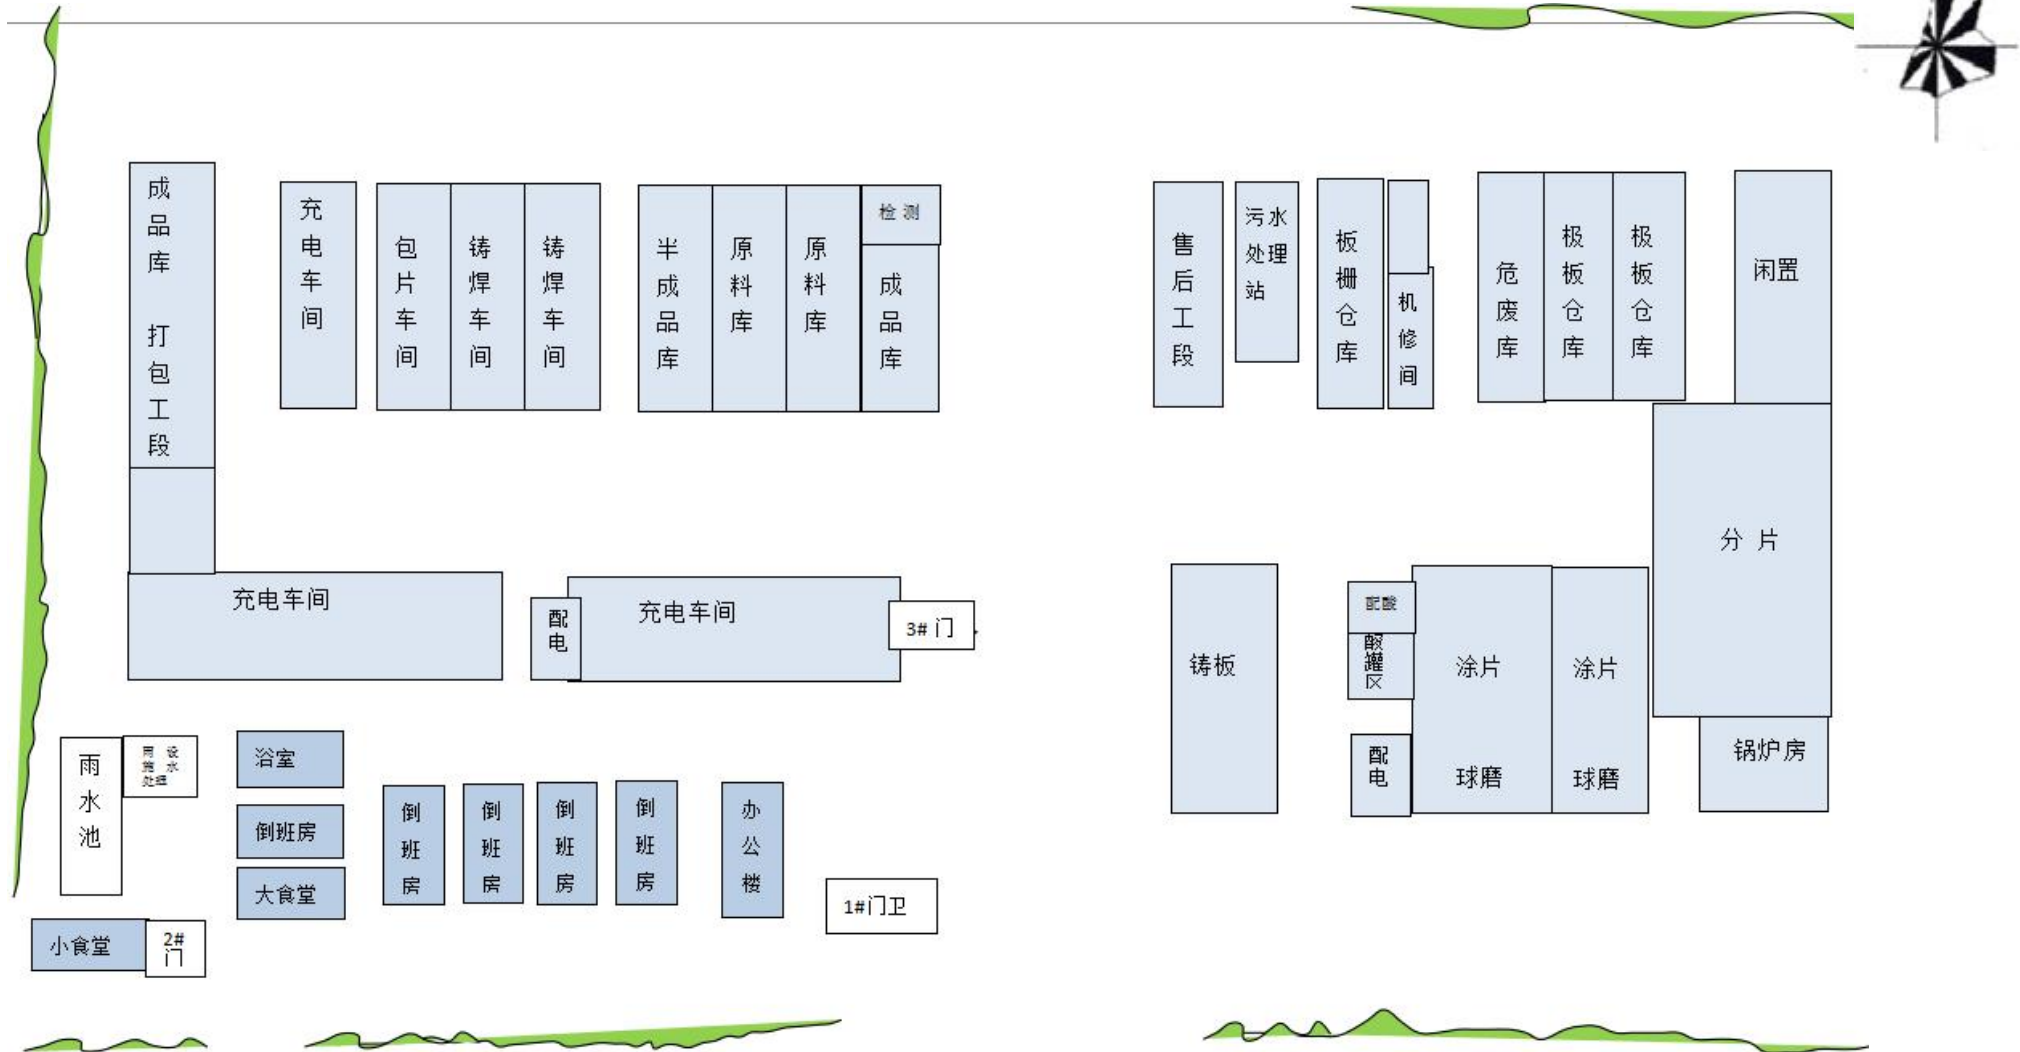 成品库 打包工段
充电车间
包片车间
铸焊车间
铸焊车间
半成品库
原料库
原料库
检测
成品库
售后工段
污水
处理
站
板栅仓库
机修间
危废库
极板仓库
极板仓库
闲置
分片
充电车间
配电
充电车间
3#门
铸板
配酸
酸罐区
配电
涂片
球磨
涂片
球磨
锅炉房
雨水池
雨 设
施 水
处理
浴室
倒班房
大食堂
倒班房
倒班房
倒班房
倒班房
办公楼
1#门卫
小食堂
2#
门